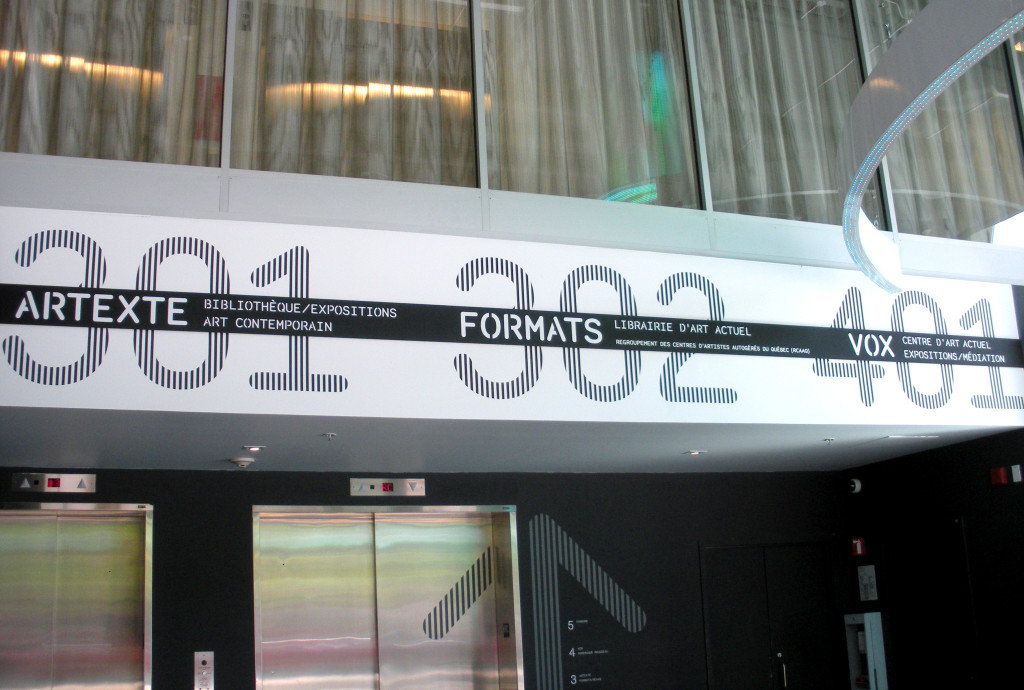 301
ARTEXTE
BIBLIOTHÈQUE/EXPOSITIONS
ART CONTEMPORAIN
302
FORMATS
LIBRAIRIE D'ART ACTUEL
REGROUPEMENT DES CENTRES D'ARTISTES AUTOGÉRÉS DU QUÉBEC (RCAAQ)
401
VOX
CENTRE D'ART ACTUEL
EXPOSITIONS/MÉDIATION
5
4
3